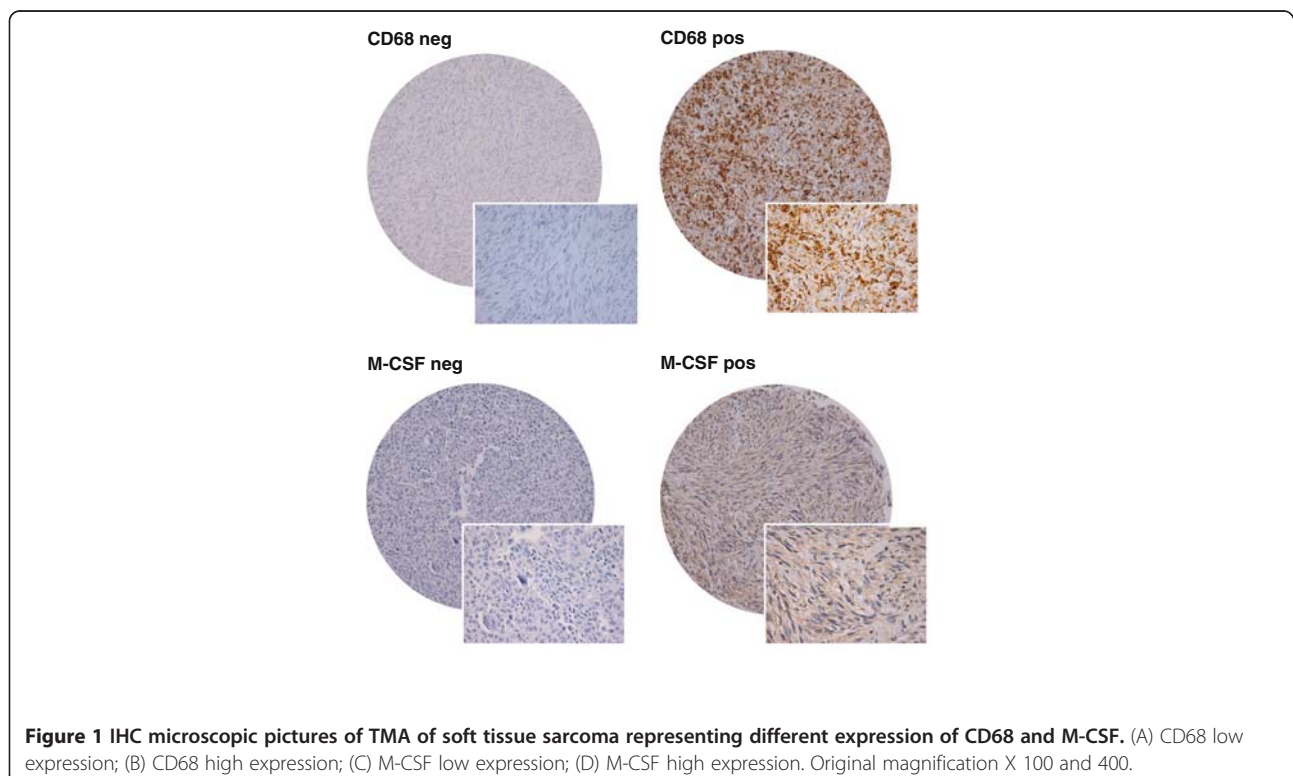 CD68 neg
CD68 pos
M-CSF neg
M-CSF pos
Figure 1 IHC microscopic pictures of TMA of soft tissue sarcoma representing different expression of CD68 and M-CSF. (A) CD68 low
expression; (B) CD68 high expression; (C) M-CSF low expression; (D) M-CSF high expression. Original magnification X 100 and 400.